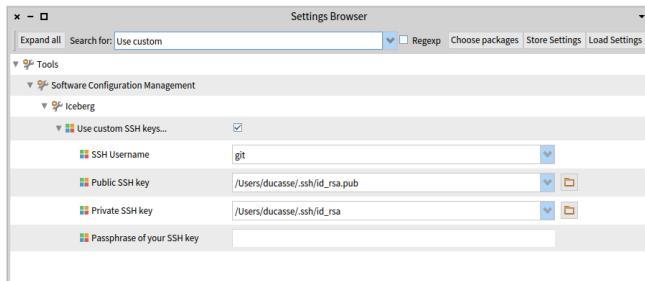 Settings Browser
Expand all Search for: Use custom Regexp Choose packages Store Settings Load Settings
Tools
Software Configuration Management
Iceberg
Use custom SSH keys...
SSH Username git
Public SSH key /Users/ducasse/.ssh/id_rsa.pub
Private SSH key /Users/ducasse/.ssh/id_rsa
Passphrase of your SSH key